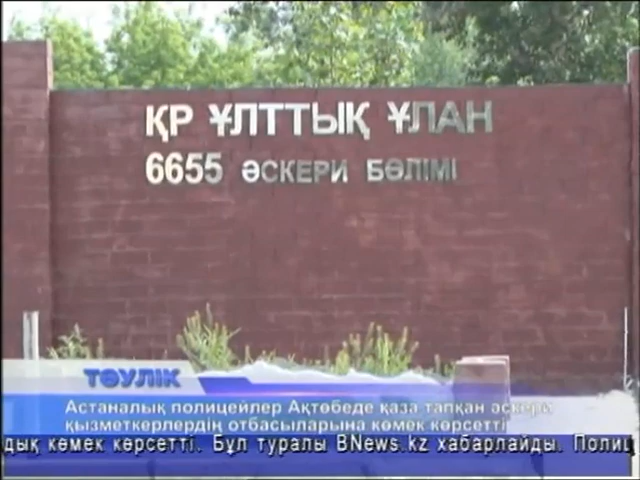 ҚР ҰЛТТЫҚ ҰЛАН
6655 ӘСКЕРИ БӨЛІМІ
ТӘУЛІК
Астаналық полицейлер Ақтөбеде қаза тапқан әскери
қызметкерлердің отбасыларына көмек көрсетті
дық көмек көрсетті. Бұл туралы BNews.kz хабарлайды. Полиц